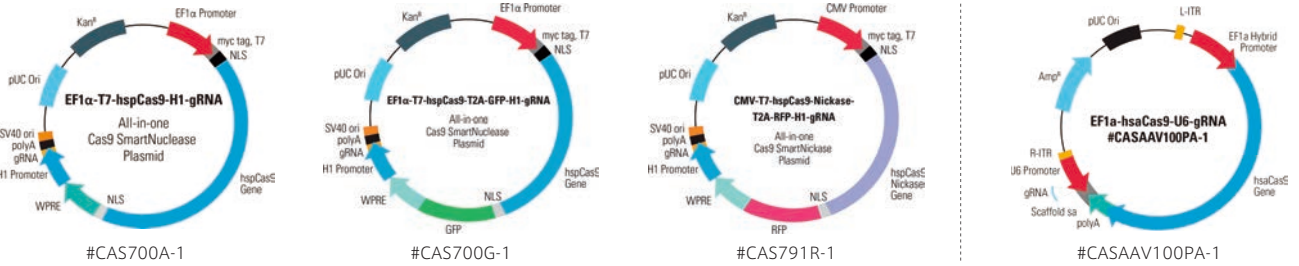 Kanᴿ
EF1α Promoter
myc tag, T7
NLS
pUC Ori
EF1α-T7-hspCas9-H1-gRNA
All-in-one
Cas9 SmartNuclease
Plasmid
SV40 ori
polyA
gRNA
H1 Promoter
WPRE
NLS
hspCas9
Gene
#CAS700A-1
Kanᴿ
EF1α Promoter
myc tag, T7
NLS
pUC Ori
EF1α-T7-hspCas9-T2A-GFP-H1-gRNA
All-in-one
Cas9 SmartNuclease
Plasmid
SV40 ori
polyA
gRNA
H1 Promoter
WPRE
GFP
NLS
hspCas9
Gene
#CAS700G-1
Kanᴿ
CMV Promoter
myc tag, T7
NLS
pUC Ori
CMV-T7-hspCas9-Nickase-
T2A-RFP-H1-gRNA
All-in-one
Cas9 SmartNickase
Plasmid
SV40 ori
polyA
gRNA
H1 Promoter
WPRE
RFP
NLS
hspCas9
Nickase
Gene
#CAS791R-1
pUC Ori
L-ITR
EF1a Hybrid
Promoter
Ampᴿ
EF1a-hsaCas9-U6-gRNA
#CASAAV100PA-1
R-ITR
U6 Promoter
gRNA
Scaffold sa
polyA
hsaCas9
Gene
#CASAAV100PA-1